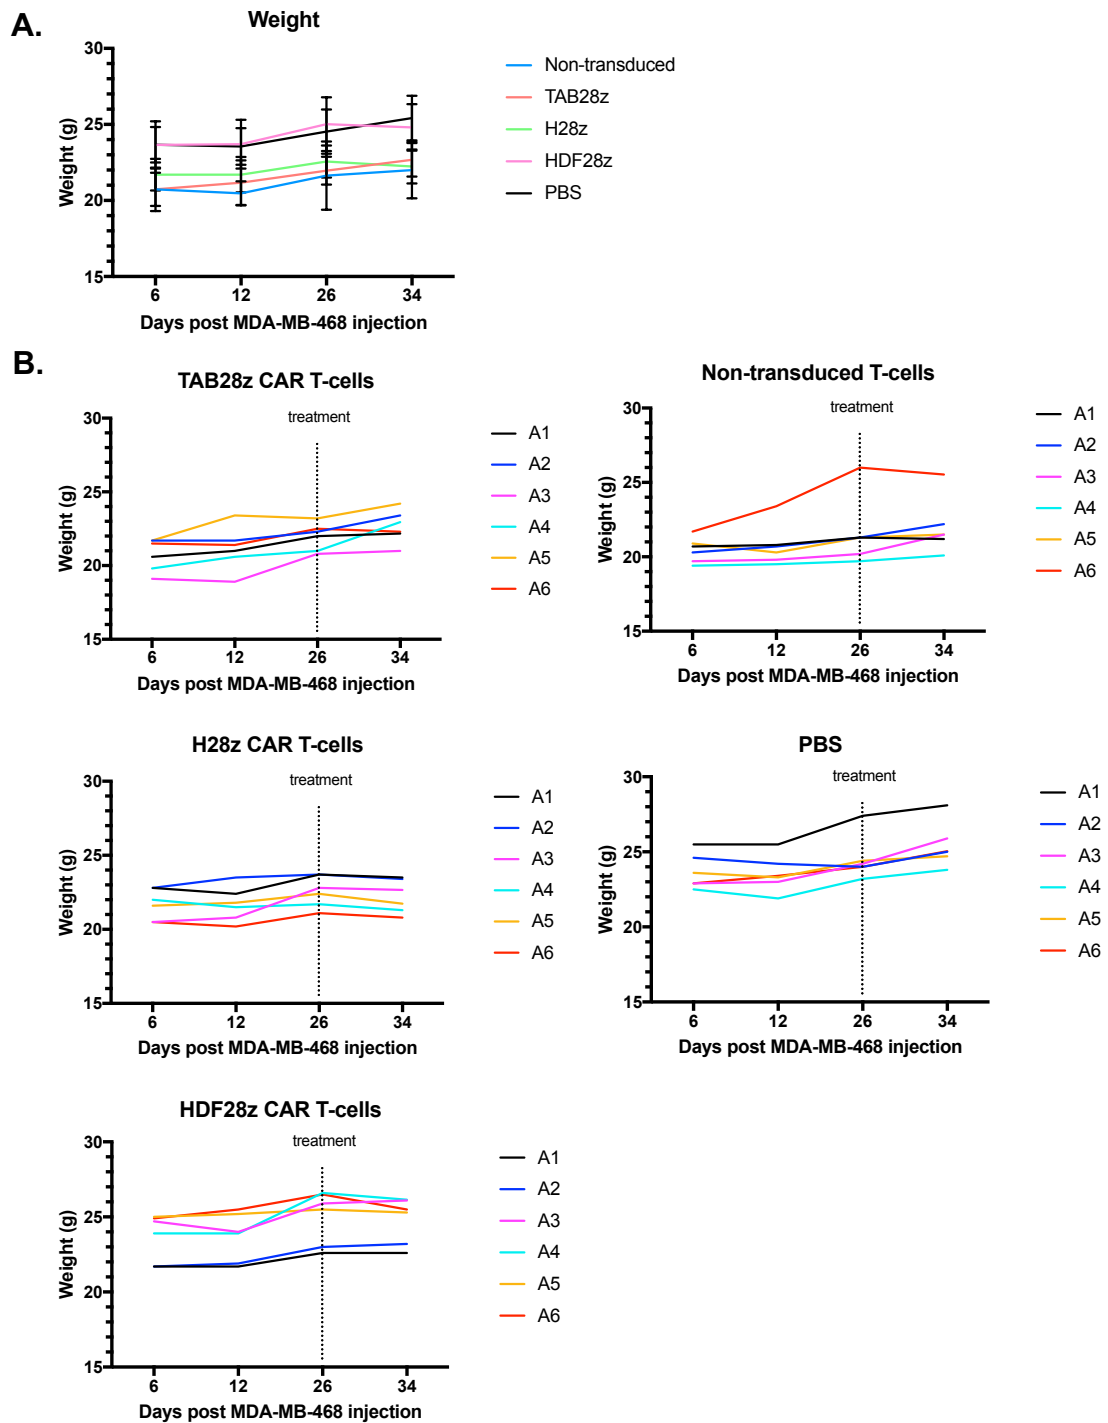 A.
Weight
30
25
20
15
Weight (g)
6 12 26 34
Days post MDA-MB-468 injection
Non-transduced
TAB28z
H28z
HDF28z
PBS
B.
TAB28z CAR T-cells
treatment
30
25
20
15
Weight (g)
6 12 26 34
Days post MDA-MB-468 injection
A1
A2
A3
A4
A5
A6
Non-transduced T-cells
treatment
30
25
20
15
Weight (g)
6 12 26 34
Days post MDA-MB-468 injection
A1
A2
A3
A4
A5
A6
H28z CAR T-cells
treatment
30
25
20
15
Weight (g)
6 12 26 34
Days post MDA-MB-468 injection
A1
A2
A3
A4
A5
A6
PBS
treatment
30
25
20
15
Weight (g)
6 12 26 34
Days post MDA-MB-468 injection
A1
A2
A3
A4
A5
A6
HDF28z CAR T-cells
treatment
30
25
20
15
Weight (g)
6 12 26 34
Days post MDA-MB-468 injection
A1
A2
A3
A4
A5
A6